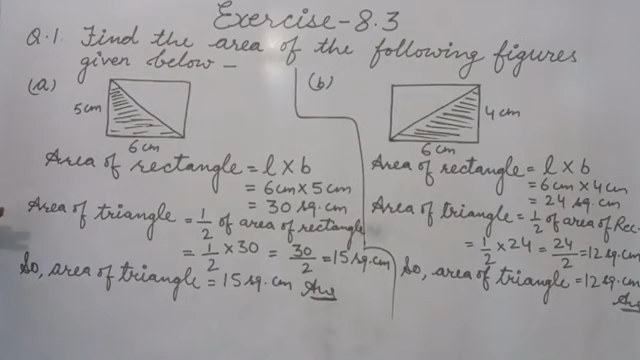 Exercise-8.3
Q.1. Find the area of the following figures
given below —
(a)
5cm
6cm
Area of rectangle = l × b
= 6cm × 5cm
= 30 sq.cm
Area of triangle = 1/2 of area of rectangle
= 1/2 × 30 = 30/2 = 15 sq.cm
So, area of triangle = 15 sq.cm Ans
(b)
4cm
6cm
Area of rectangle = l × b
= 6cm × 4cm
= 24 sq.cm
Area of triangle = 1/2 of area of Rec-
= 1/2 × 24 = 24/2 = 12 sq.cm
So, area of triangle = 12 sq.cm
Ans